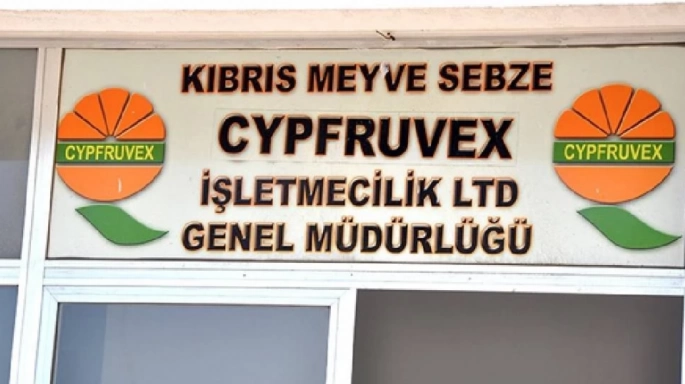 KIBRIS MEYVE SEBZE
CYPFRUVEX
İŞLETMECİLİK LTD
GENEL MÜDÜRLÜĞÜ
CYPFRUVEX
CYPFRUVEX